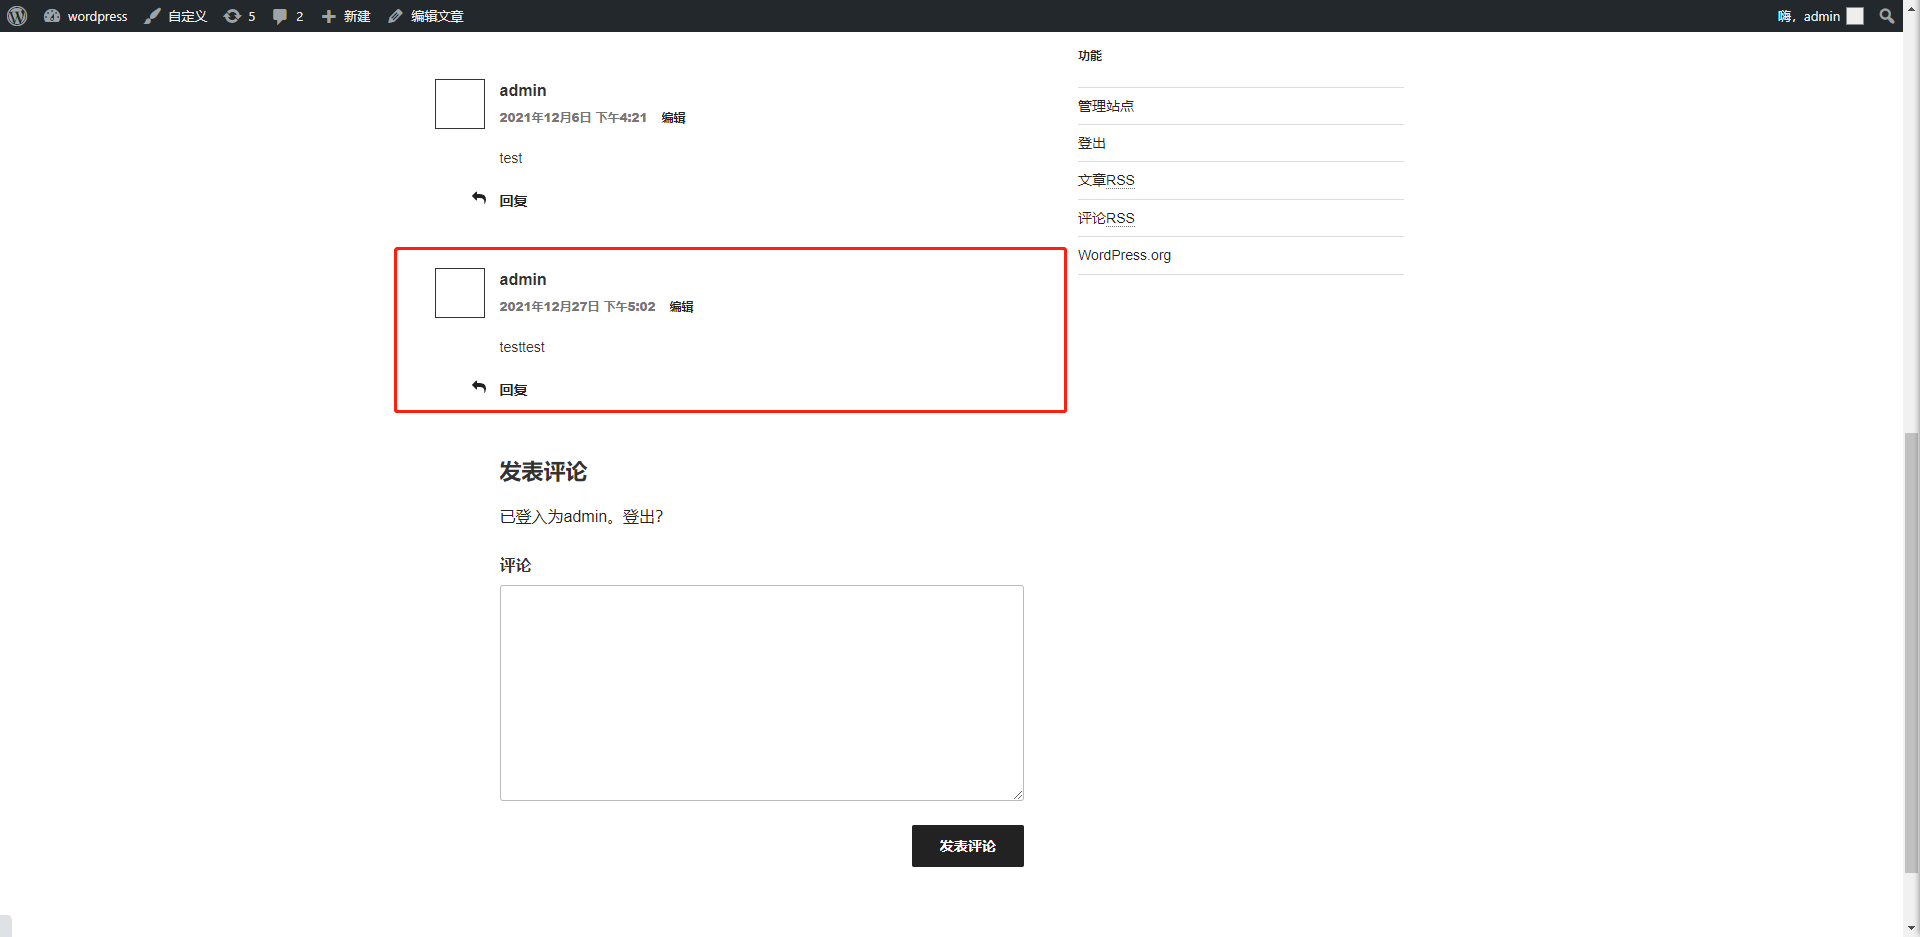 wordpress 自定义 5 2 新建 编辑文章 嗨，admin
admin
2021年12月6日 下午4:21 编辑
test
回复
admin
2021年12月27日 下午5:02 编辑
testtest
回复
发表评论
已登入为admin。登出？
评论
发表评论
功能
管理站点
登出
文章RSS
评论RSS
WordPress.org